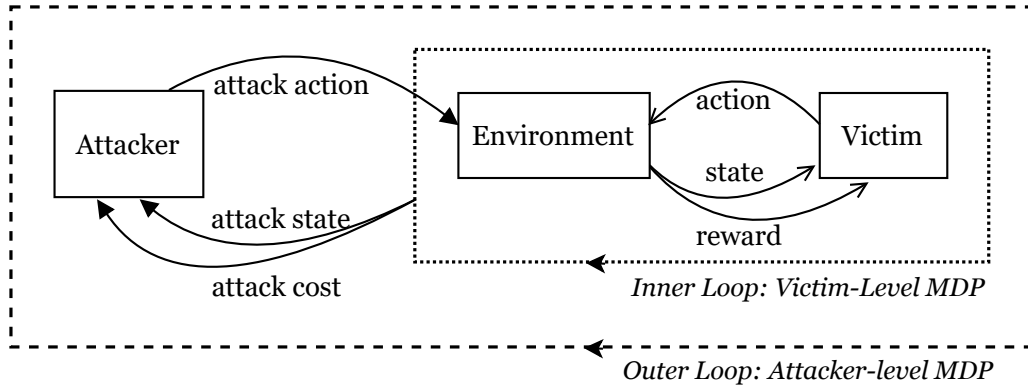 attack action
Attacker
attack state
attack cost
Environment
action
Victim
state
reward
Inner Loop: Victim-Level MDP
Outer Loop: Attacker-level MDP